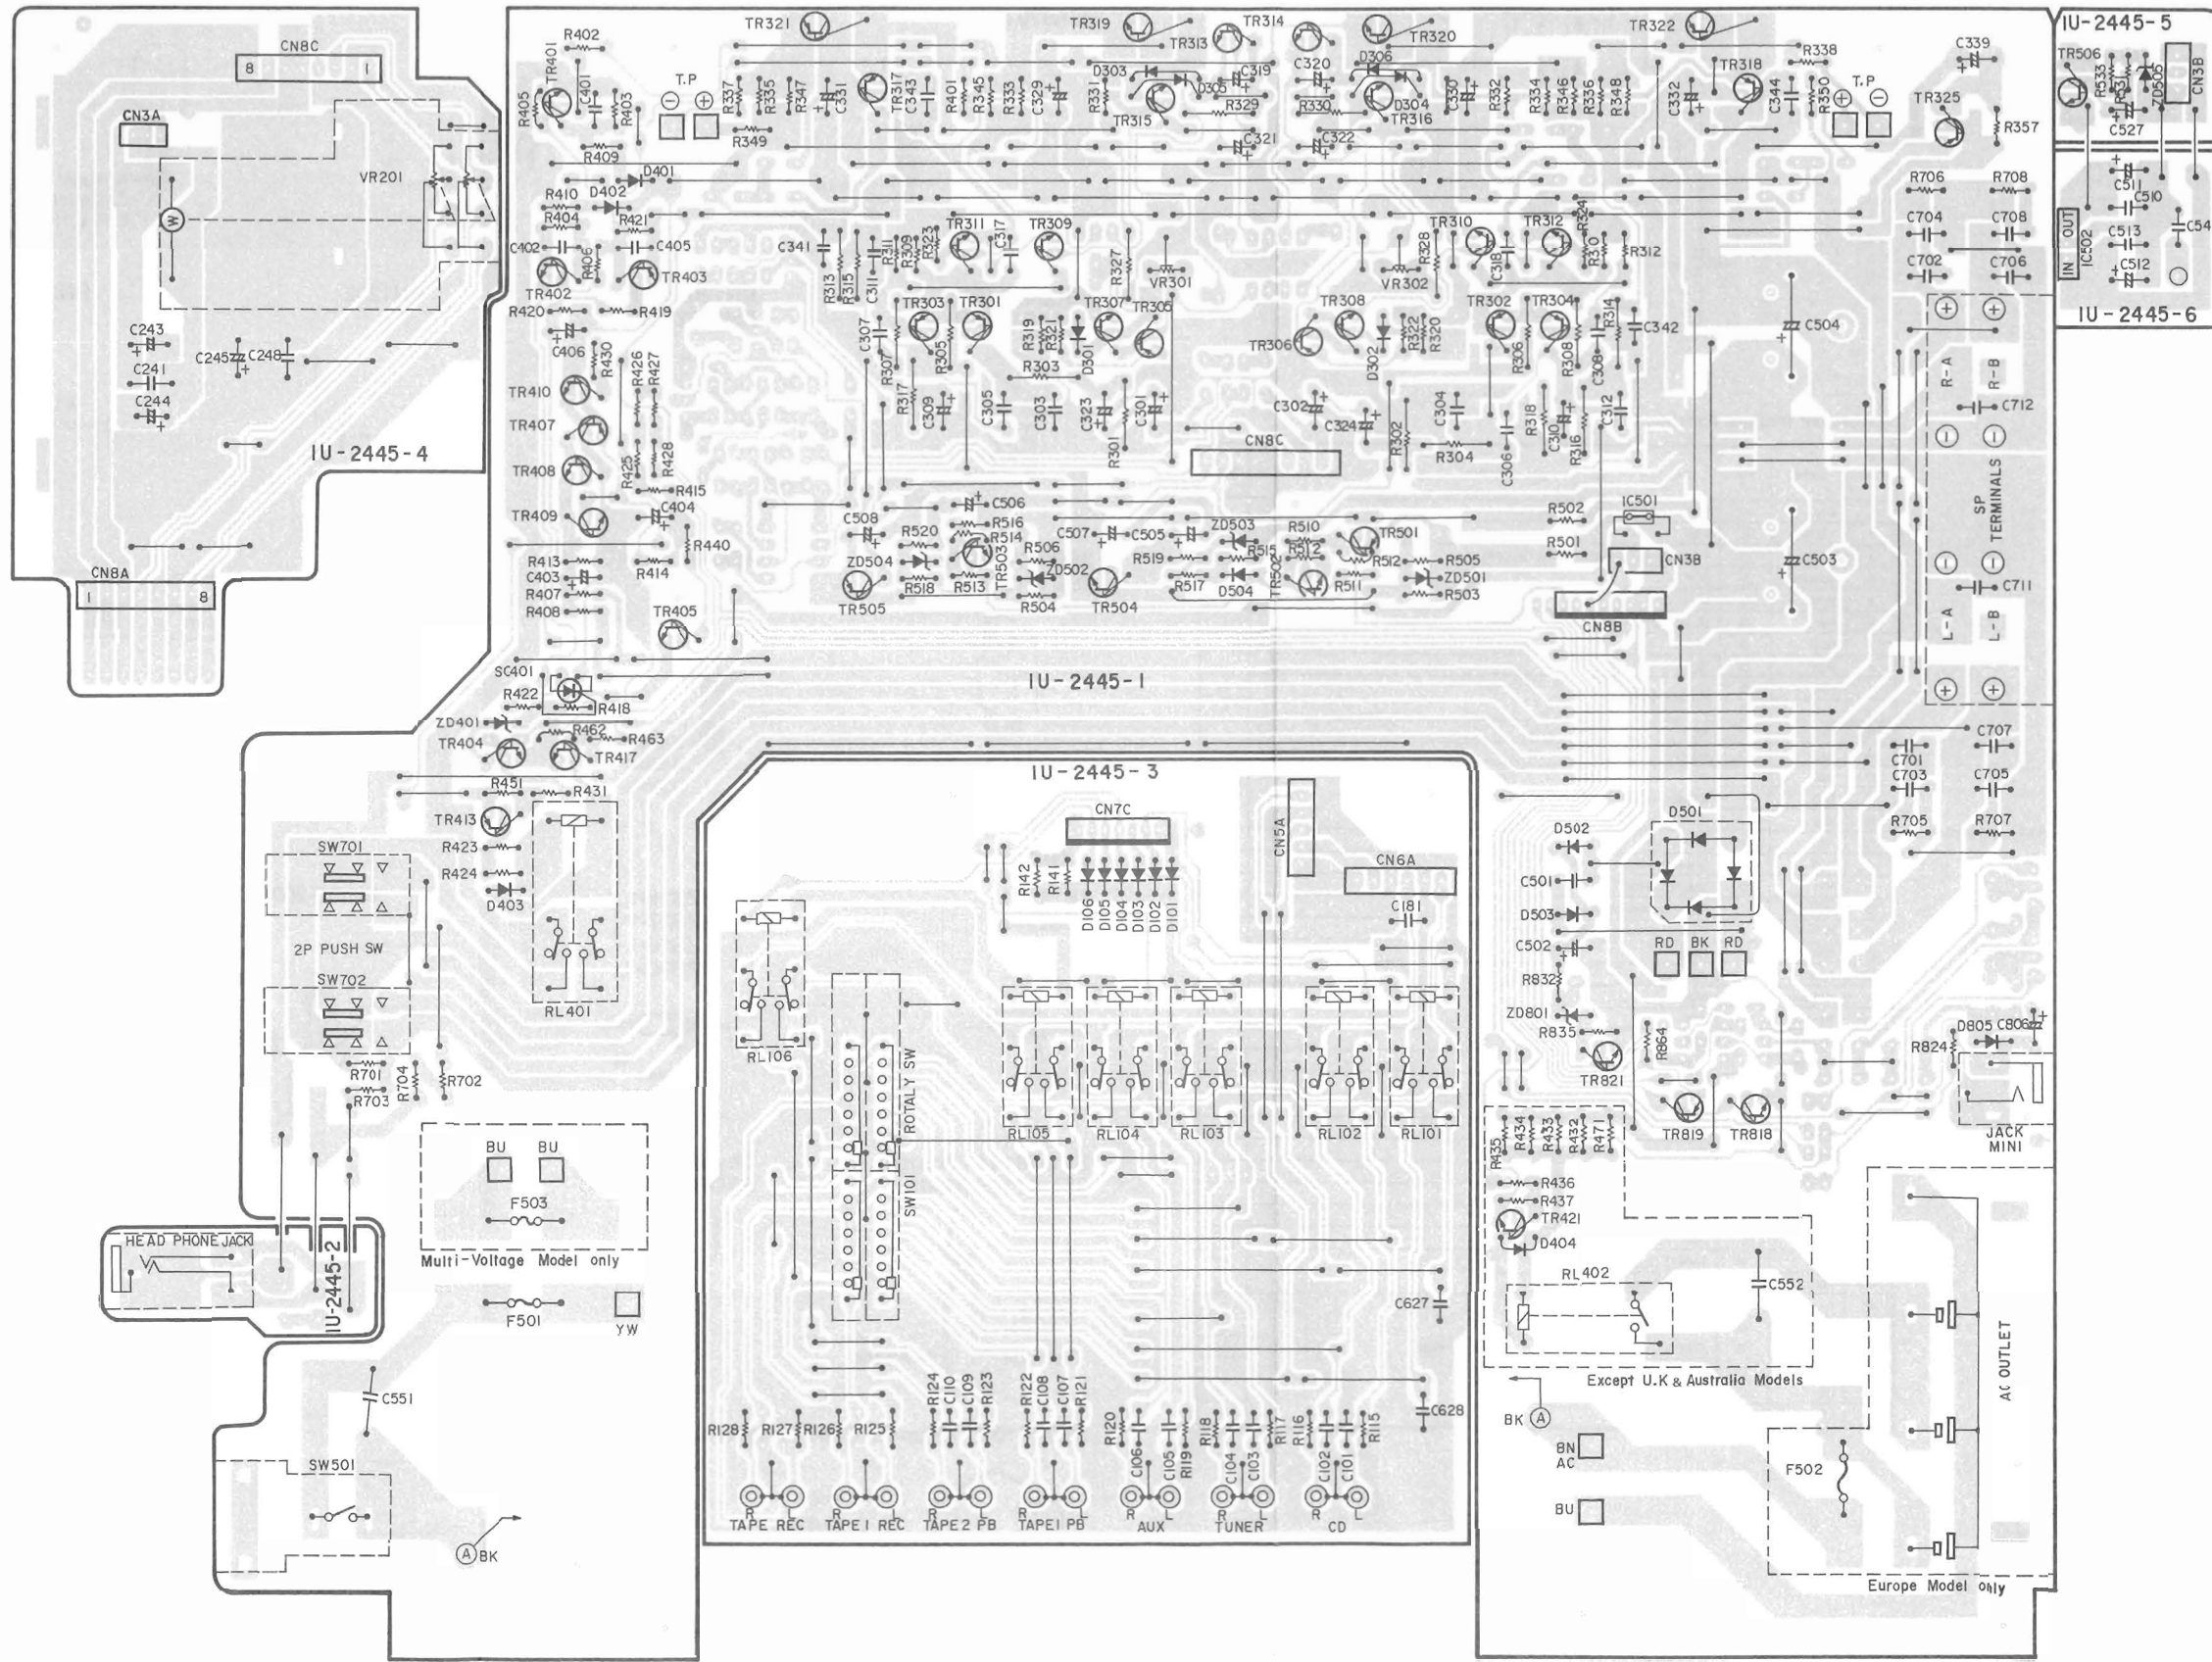 1U-2445-4
CN8C
8 1
CN3A
VR201
W
C243
C245 C248
C241
C244
CN8A
1 8
1U-2445-1
TR321
TR319
TR313
TR314
TR320
TR322
R402
TR401
R405
C401
R403
T.P
R409
R337
R335
R347
C331
TR317
C343
R401
R345
R333
C329
R331
D303
D305
TR315
R329
C319
C321
C320
R330
C322
D306
D304
TR316
C330
R332
R334
R346
R336
R348
C332
TR318
C344
R338
R350
T.P
C339
TR325
R357
R349
D401
R410
D402
R404
R421
C402
R406
C405
TR402
TR403
R420
R419
C406
R430
R426
R427
TR410
TR407
TR408
R425
R428
TR409
R415
C404
R440
R413
C403
R414
R407
R408
TR405
C341
R313
R315
C311
R311
R309
R323
TR311
C317
TR309
R327
VR301
TR303
TR301
C307
R307
R305
R319
R321
D301
TR307
TR305
R303
R317
C309
C305
C303
C323
C301
R301
VR302
R328
TR310
C318
TR312
R324
R310
R312
TR308
TR306
D302
R322
R320
TR302
TR304
R306
R308
C308
R314
C342
C302
C324
R302
C304
R304
C306
R318
C310
R316
C312
CN8C
C504
C503
C506
C508
R520
R516
R514
ZD504
TR503
R518
R513
TR505
R506
ZD502
R504
C507
C505
R519
TR504
R517
ZD503
R515
D504
R510
R512
TR502
TR501
R512
R511
R505
ZD501
R503
R502
IC501
R501
CN3B
CN8B
R706
R708
C704
C708
C702
C706
R-A
R-B
C712
SP
TERMINALS
C711
L-A
L-B
C707
C701
C703
C705
R705
R707
SC401
R422
R418
ZD401
R462
R463
TR404
TR417
R451
R431
TR413
R423
R424
D403
RL401
SW701
2P PUSH SW
SW702
R701
R703
R704
R702
BU BU
F503
Multi-Voltage Model only
F501
YW
C551
SW501
A BK
HEAD PHONE JACK
1U-2445-2
1U-2445-3
CN7C
CN5A
CN6A
R142
R141
D106
D105
D104
D103
D102
D101
C181
RL106
ROTALY SW
SW101
RL105
RL104
RL103
RL102
RL101
C627
C628
R128
R127
R126
R125
R124
C110
C109
R123
R122
C108
C107
R121
R120
C106
C105
R119
R118
C104
C103
R117
R116
C102
C101
R115
R L R L R L R L R L R L R L
TAPE REC TAPE 1 REC TAPE 2 PB TAPE1 PB AUX TUNER CD
D502
D501
C501
D503
C502
RD BK RD
R832
ZD801
R835
R864
TR821
TR819
TR818
R824
D805 C806
JACK
MINI
R435
R434
R433
R432
R471
R436
R437
TR421
D404
RL402
C552
Except U.K & Australia Models
BK A
BN
AC
BU
F502
AC OUTLET
Europe Model only
1U-2445-5
TR506
R533
R531
ZD505
CN3B
C527
C511
C510
IN OUT
IC502
C513
C512
C54
1U-2445-6